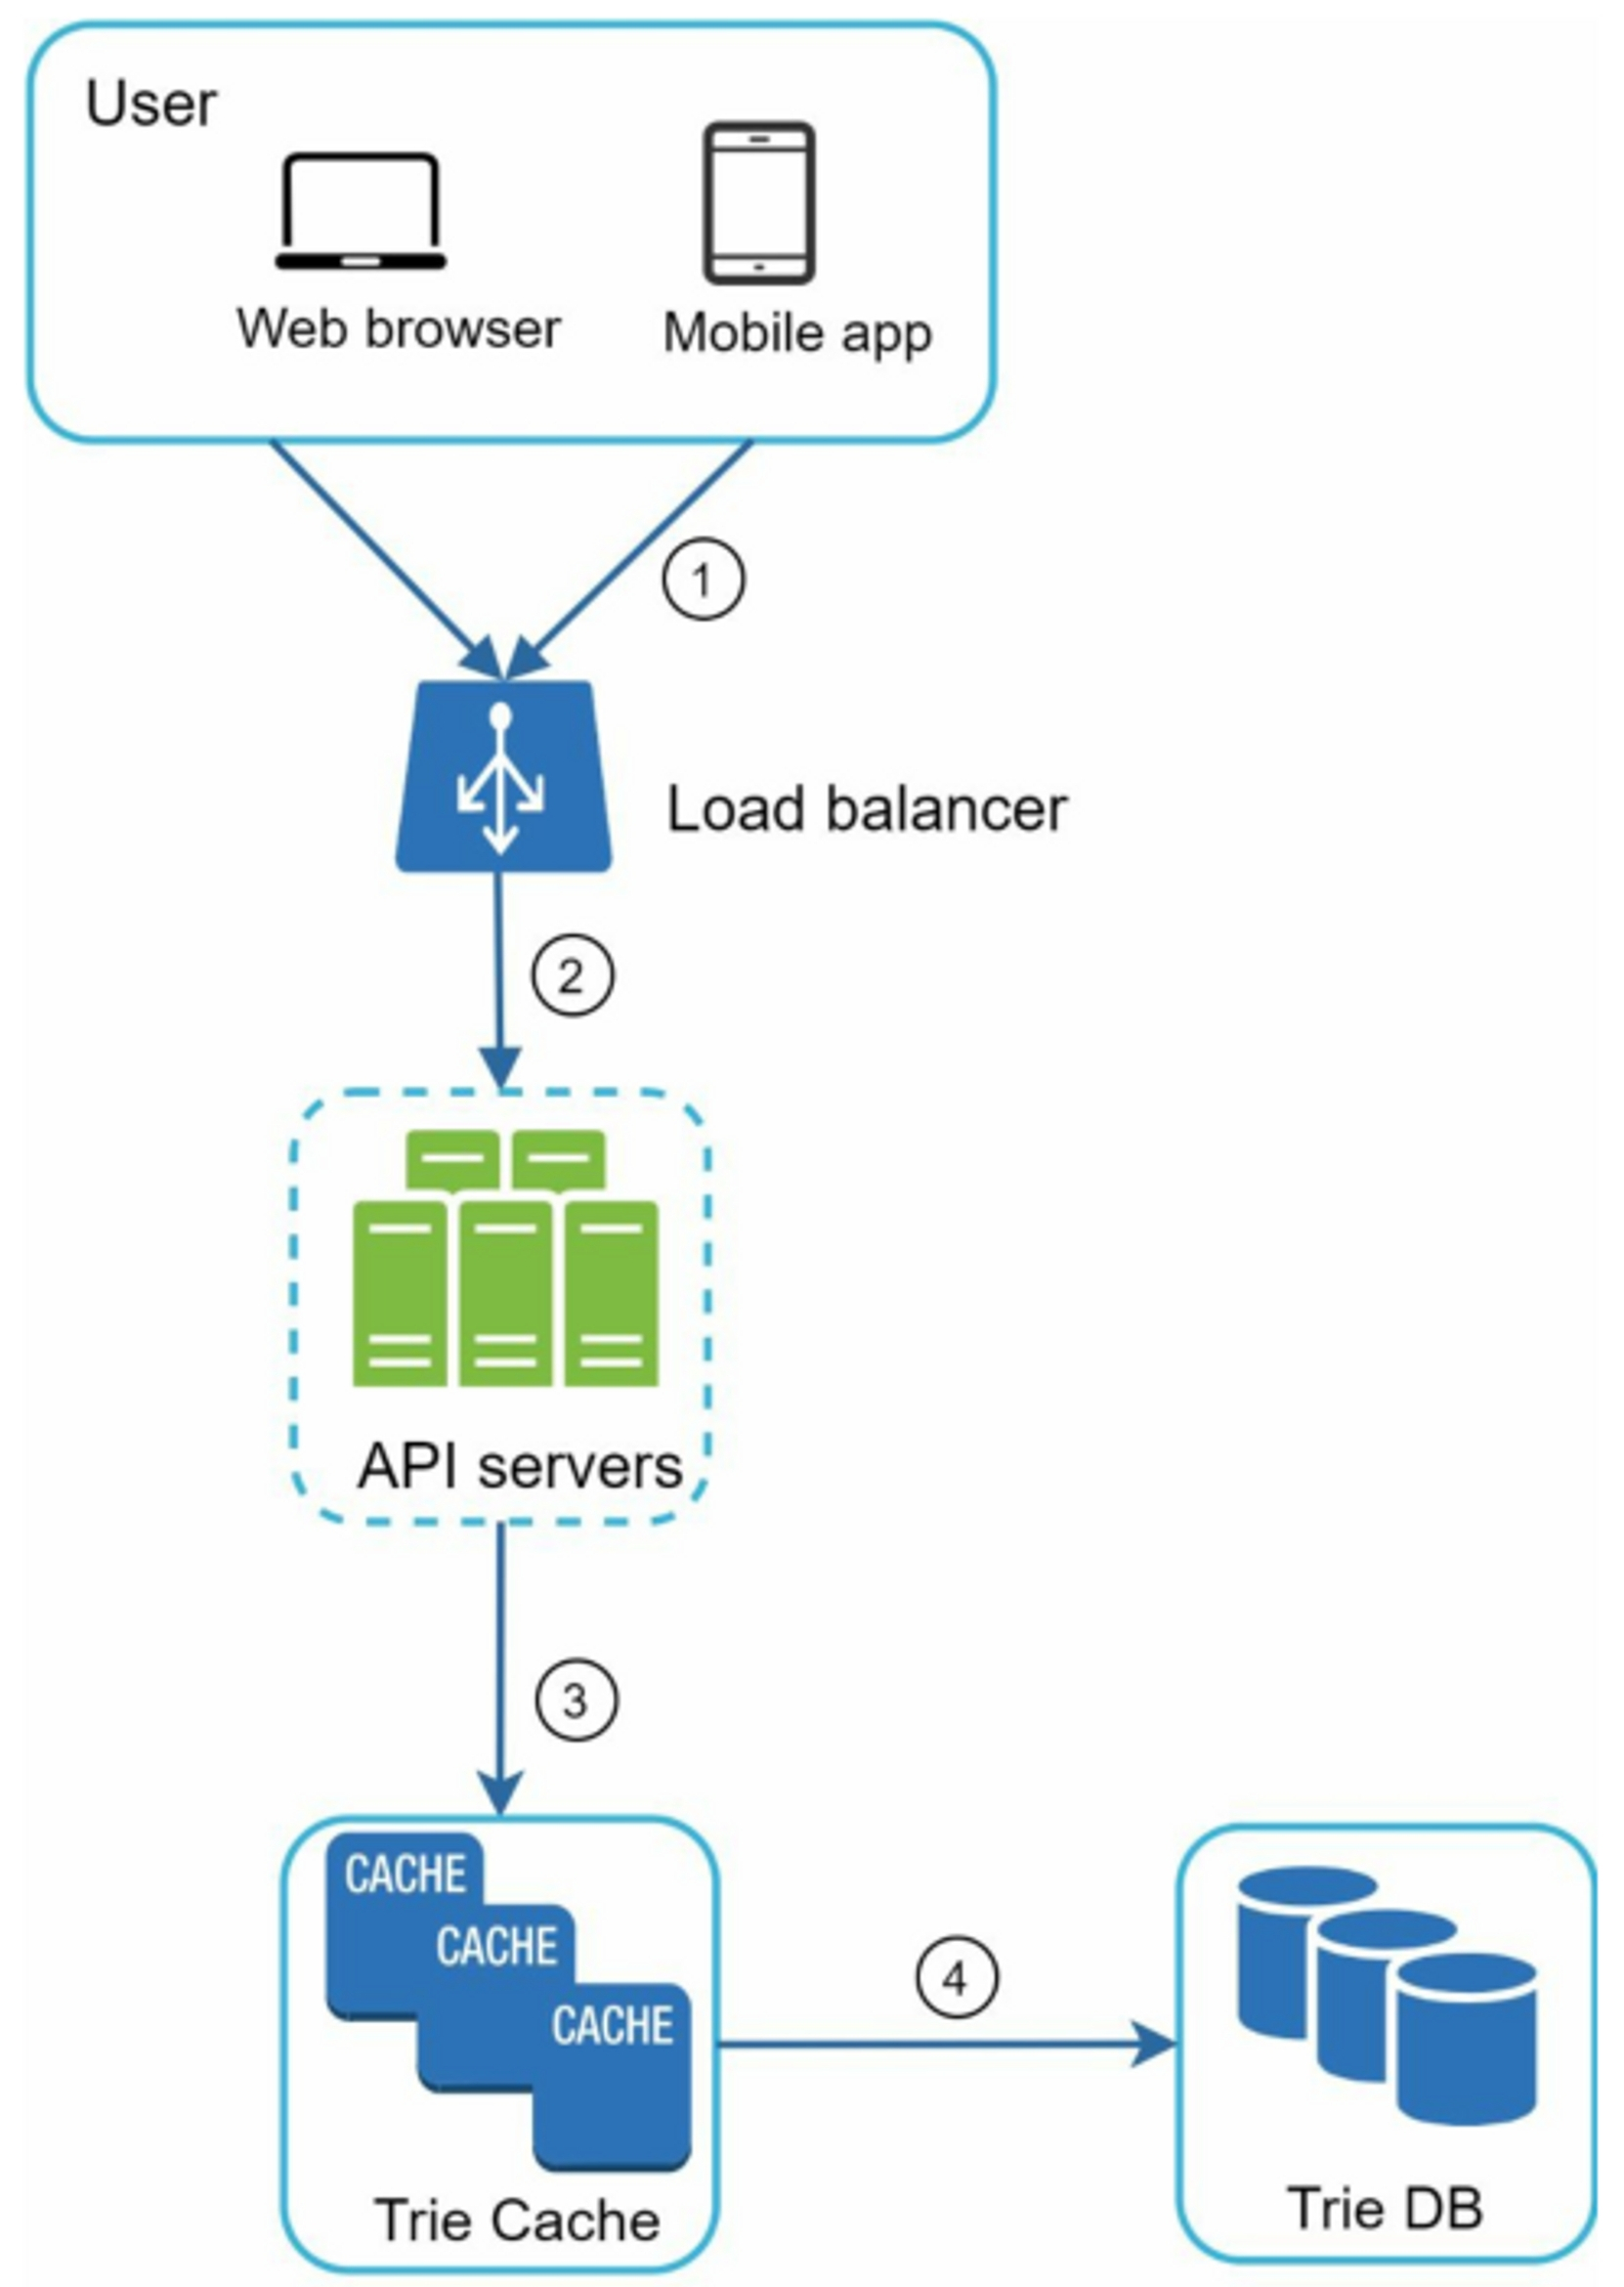 User
Web browser
Mobile app
1
Load balancer
2
API servers
3
CACHE
CACHE
CACHE
4
Trie Cache
Trie DB